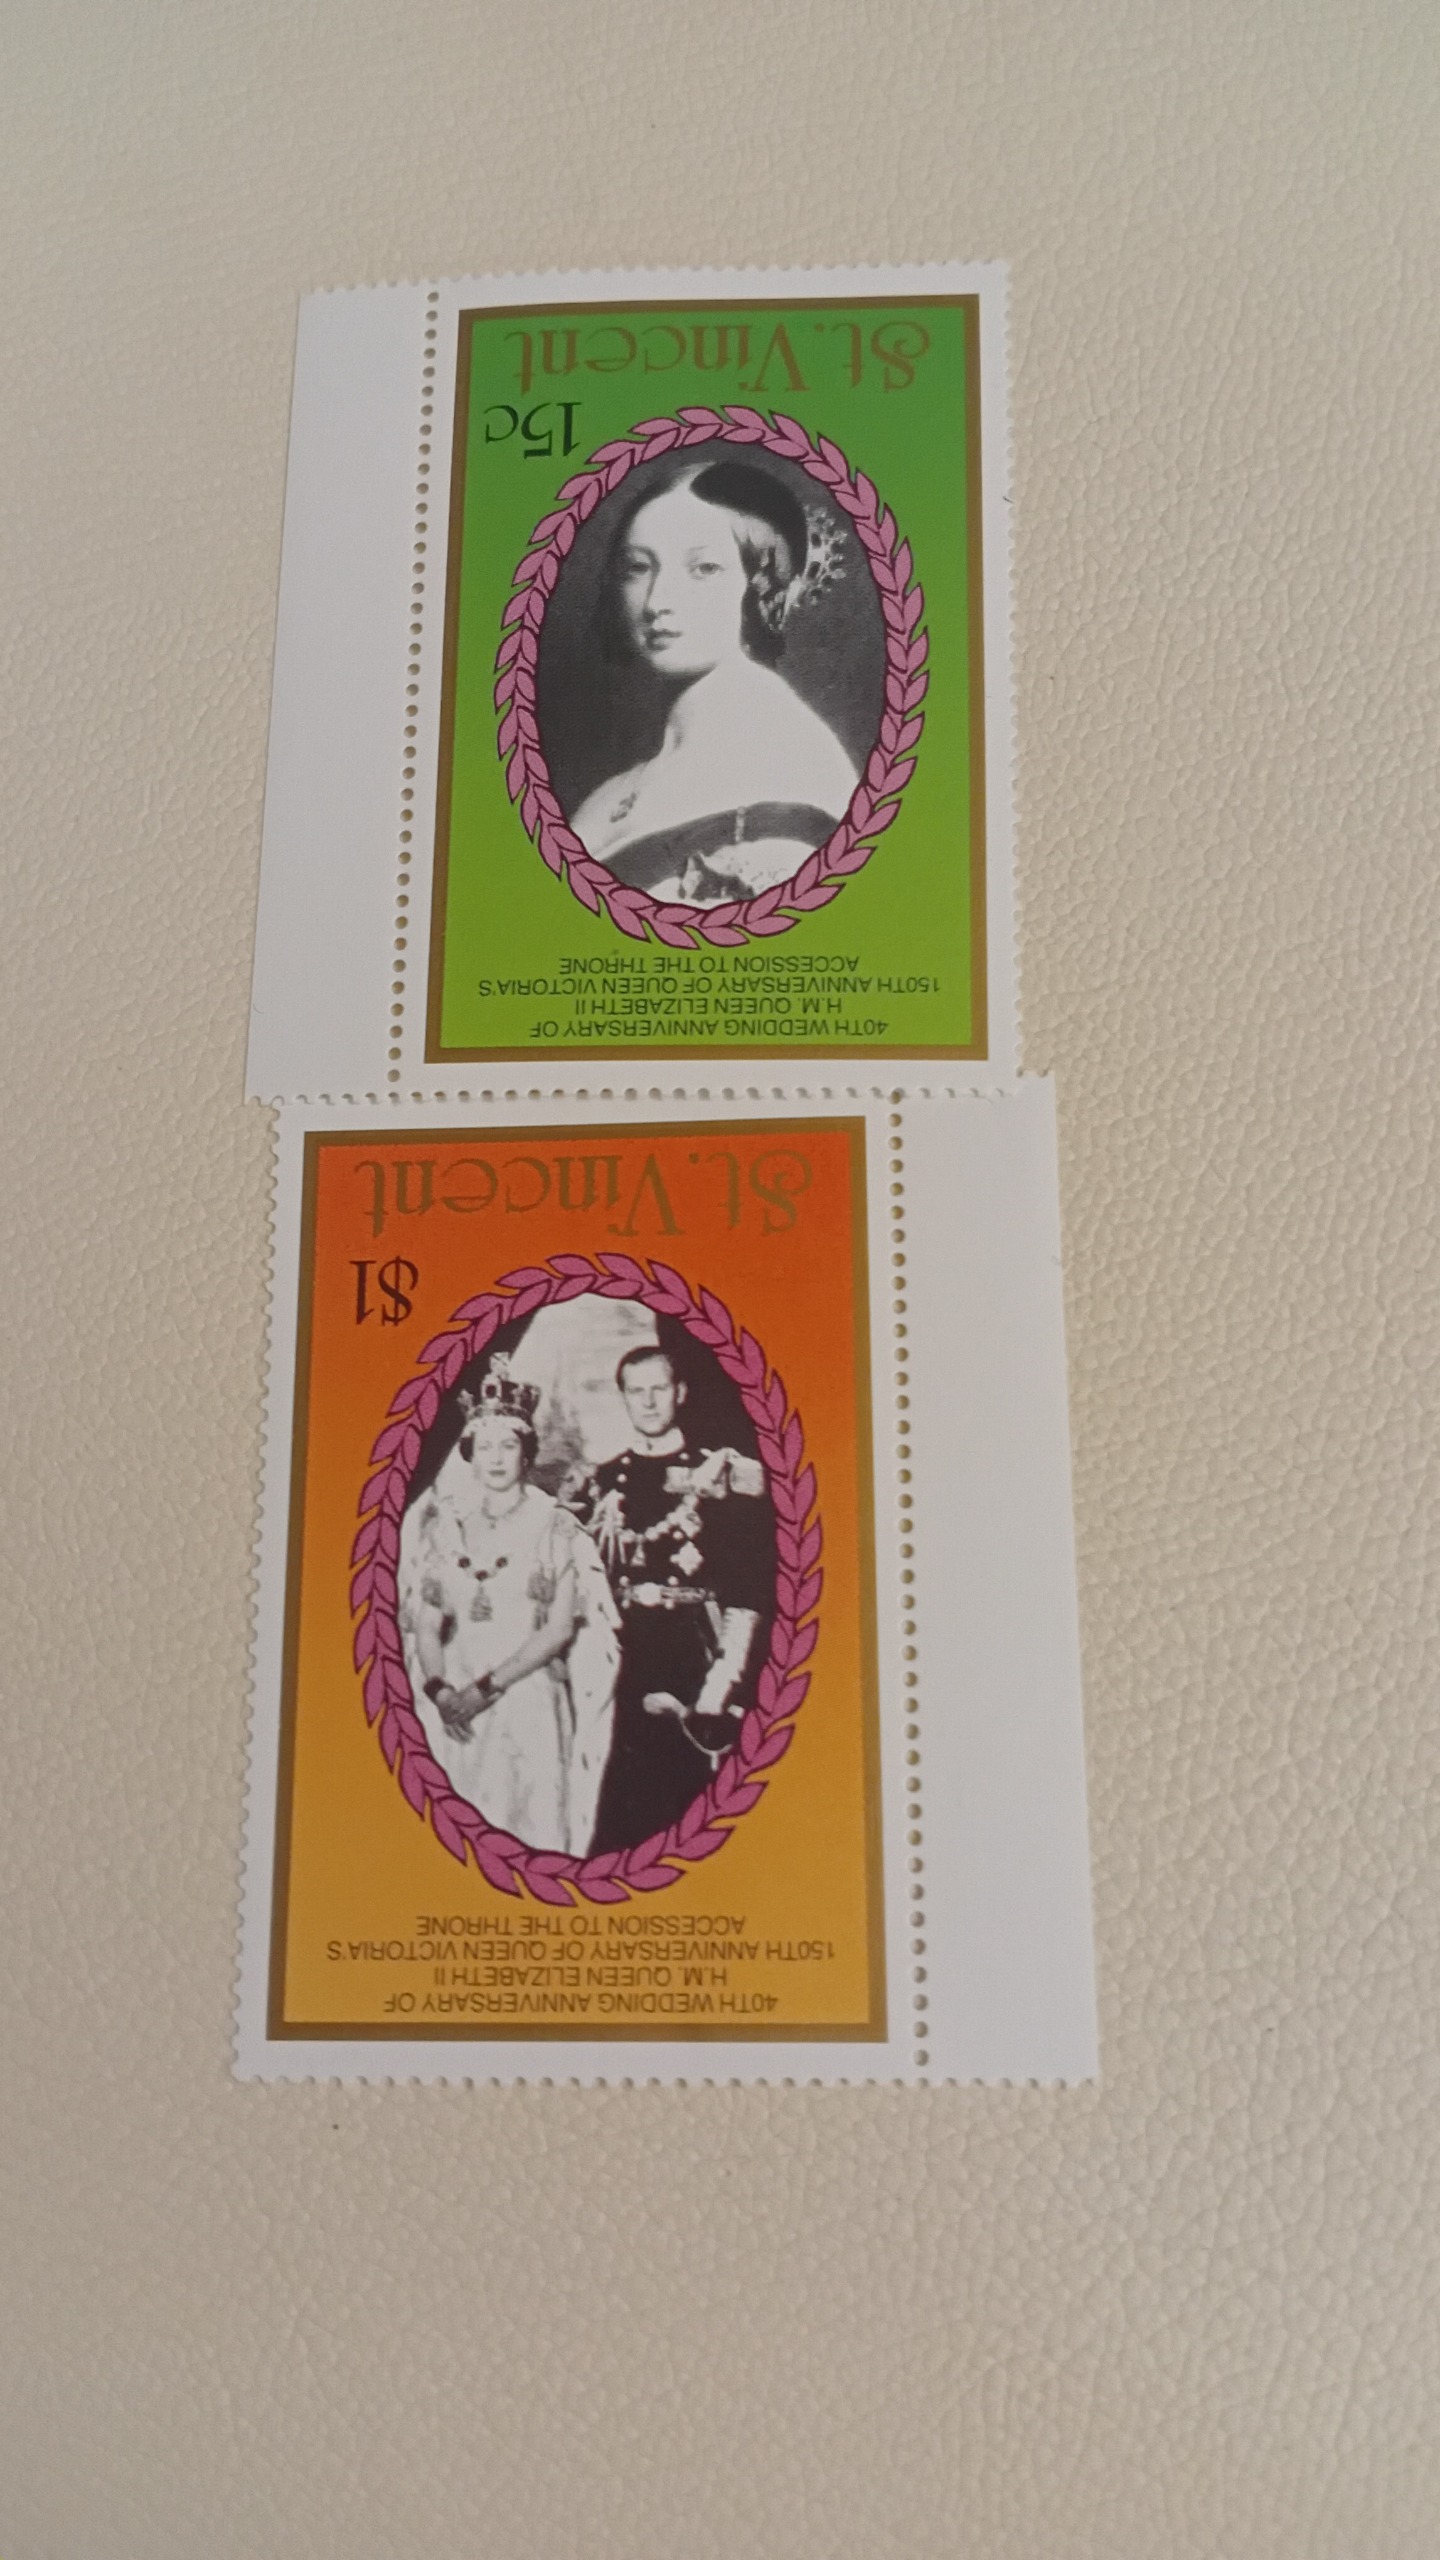 St. Vincent
15c
ACCESSION TO THE THRONE
150TH ANNIVERSARY OF QUEEN VICTORIA'S
H.M. QUEEN ELIZABETH II
40TH WEDDING ANNIVERSARY OF
St. Vincent
$1
ACCESSION TO THE THRONE
150TH ANNIVERSARY OF QUEEN VICTORIA'S
H.M. QUEEN ELIZABETH II
40TH WEDDING ANNIVERSARY OF